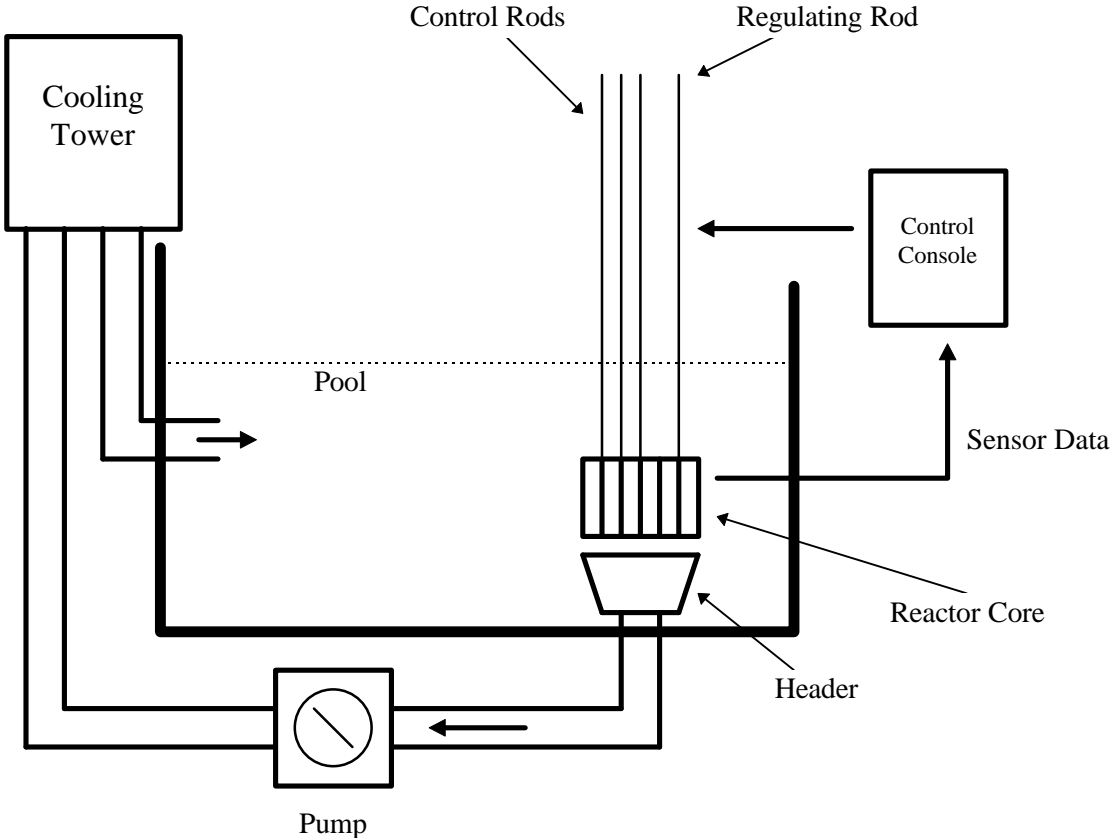 Control Rods
Regulating Rod
Cooling
Tower
Control
Console
Pool
Sensor Data
Reactor Core
Header
Pump